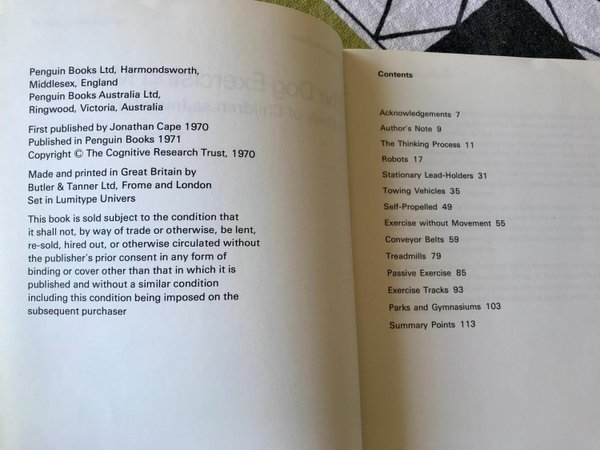 Penguin Books Ltd, Harmondsworth,
Middlesex, England
Penguin Books Australia Ltd,
Ringwood, Victoria, Australia
First published by Jonathan Cape 1970
Published in Penguin Books 1971
Copyright © The Cognitive Research Trust, 1970
Made and printed in Great Britain by
Butler & Tanner Ltd, Frome and London
Set in Lumitype Univers
This book is sold subject to the condition that
it shall not, by way of trade or otherwise, be lent,
re-sold, hired out, or otherwise circulated without
the publisher's prior consent in any form of
binding or cover other than that in which it is
published and without a similar condition
including this condition being imposed on the
subsequent purchaser
Contents
Acknowledgements 7
Author's Note 9
The Thinking Process 11
Robots 17
Stationary Lead-Holders 31
Towing Vehicles 35
Self-Propelled 49
Exercise without Movement 55
Conveyor Belts 59
Treadmills 79
Passive Exercise 85
Exercise Tracks 93
Parks and Gymnasiums 103
Summary Points 113